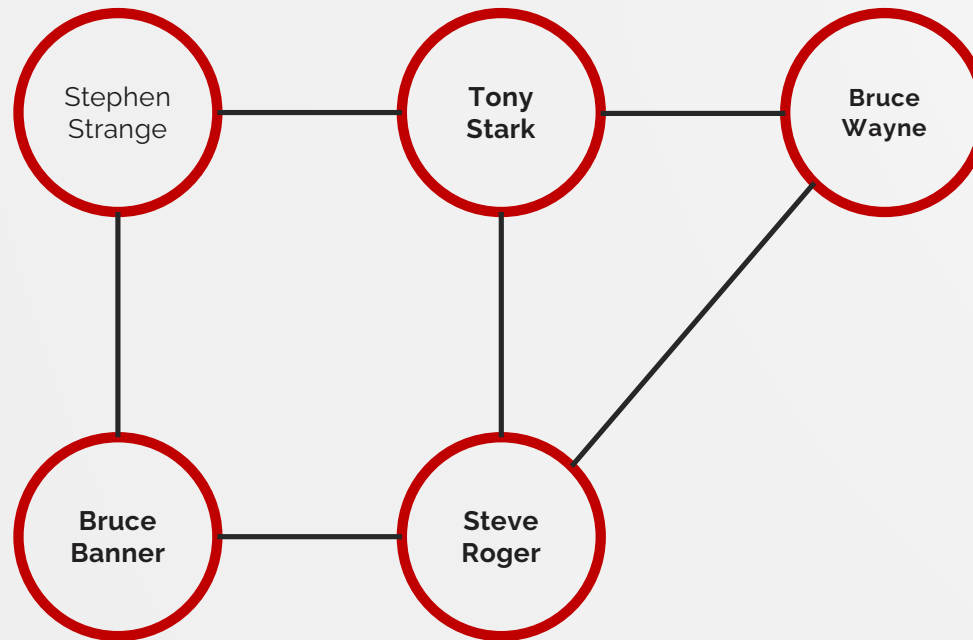 Stephen
Strange
Tony
Stark
Bruce
Wayne
Bruce
Banner
Steve
Roger